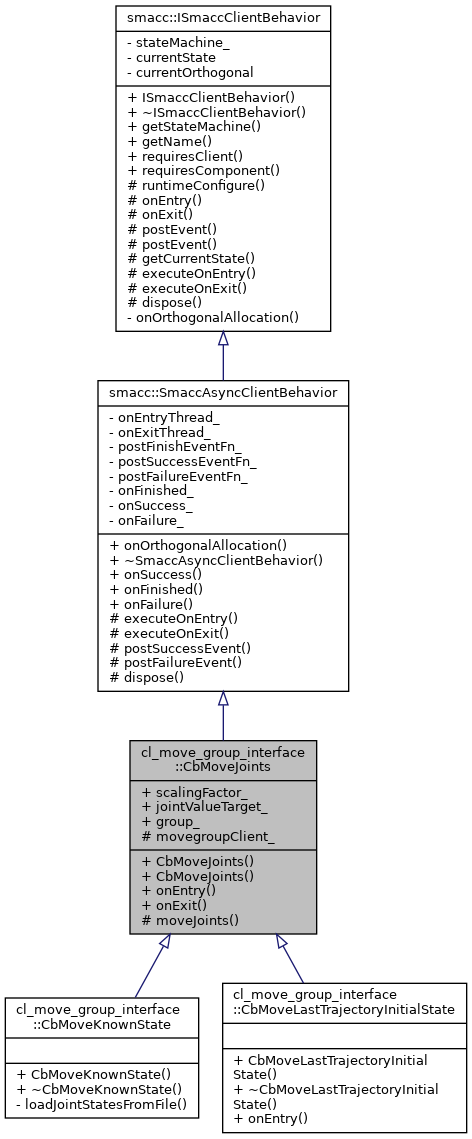 smacc::ISmaccClientBehavior
- stateMachine_
- currentState
- currentOrthogonal
+ ISmaccClientBehavior()
+ ~ISmaccClientBehavior()
+ getStateMachine()
+ getName()
+ requiresClient()
+ requiresComponent()
# runtimeConfigure()
# onEntry()
# onExit()
# postEvent()
# postEvent()
# getCurrentState()
# executeOnEntry()
# executeOnExit()
# dispose()
- onOrthogonalAllocation()
smacc::SmaccAsyncClientBehavior
- onEntryThread_
- onExitThread_
- postFinishEventFn_
- postSuccessEventFn_
- postFailureEventFn_
- onFinished_
- onSuccess_
- onFailure_
+ onOrthogonalAllocation()
+ ~SmaccAsyncClientBehavior()
+ onSuccess()
+ onFinished()
+ onFailure()
# executeOnEntry()
# executeOnExit()
# postSuccessEvent()
# postFailureEvent()
# dispose()
cl_move_group_interface
::CbMoveJoints
+ scalingFactor_
+ jointValueTarget_
+ group_
# movegroupClient_
+ CbMoveJoints()
+ CbMoveJoints()
+ onEntry()
+ onExit()
# moveJoints()
cl_move_group_interface
::CbMoveKnownState
+ CbMoveKnownState()
+ ~CbMoveKnownState()
- loadJointStatesFromFile()
cl_move_group_interface
::CbMoveLastTrajectoryInitialState
+ CbMoveLastTrajectoryInitial
State()
+ ~CbMoveLastTrajectoryInitial
State()
+ onEntry()